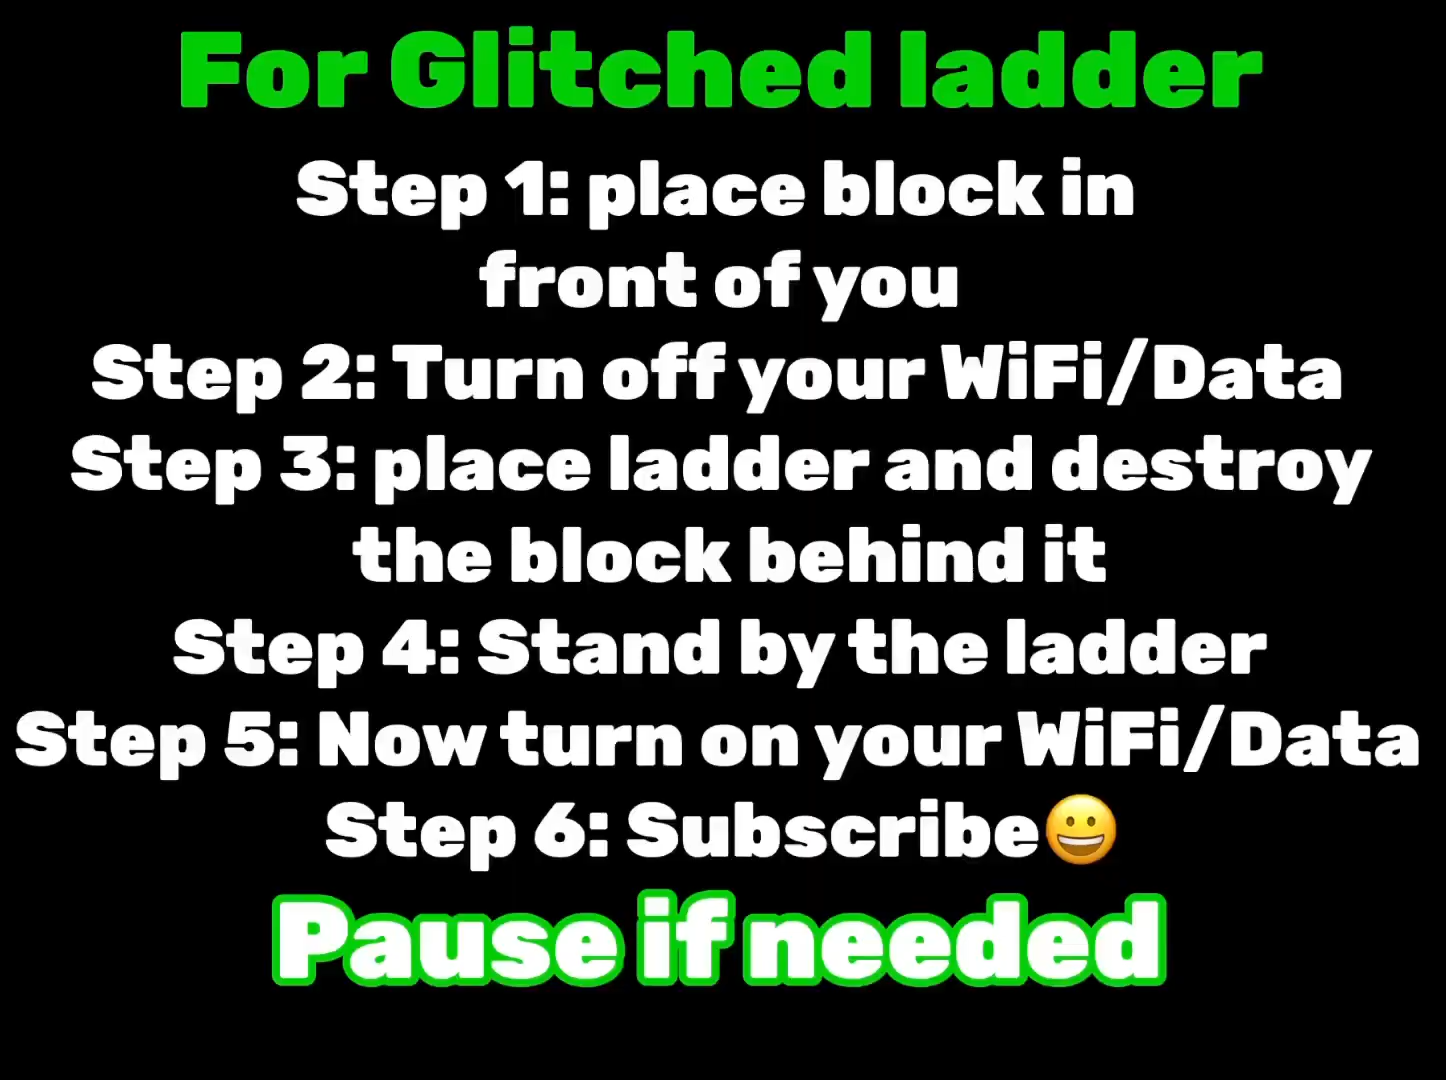 For Glitched ladder
Step 1: place block in
front of you
Step 2: Turn off your WiFi/Data
Step 3: place ladder and destroy
the block behind it
Step 4: Stand by the ladder
Step 5: Now turn on your WiFi/Data
Step 6: Subscribe😀
Pause if needed